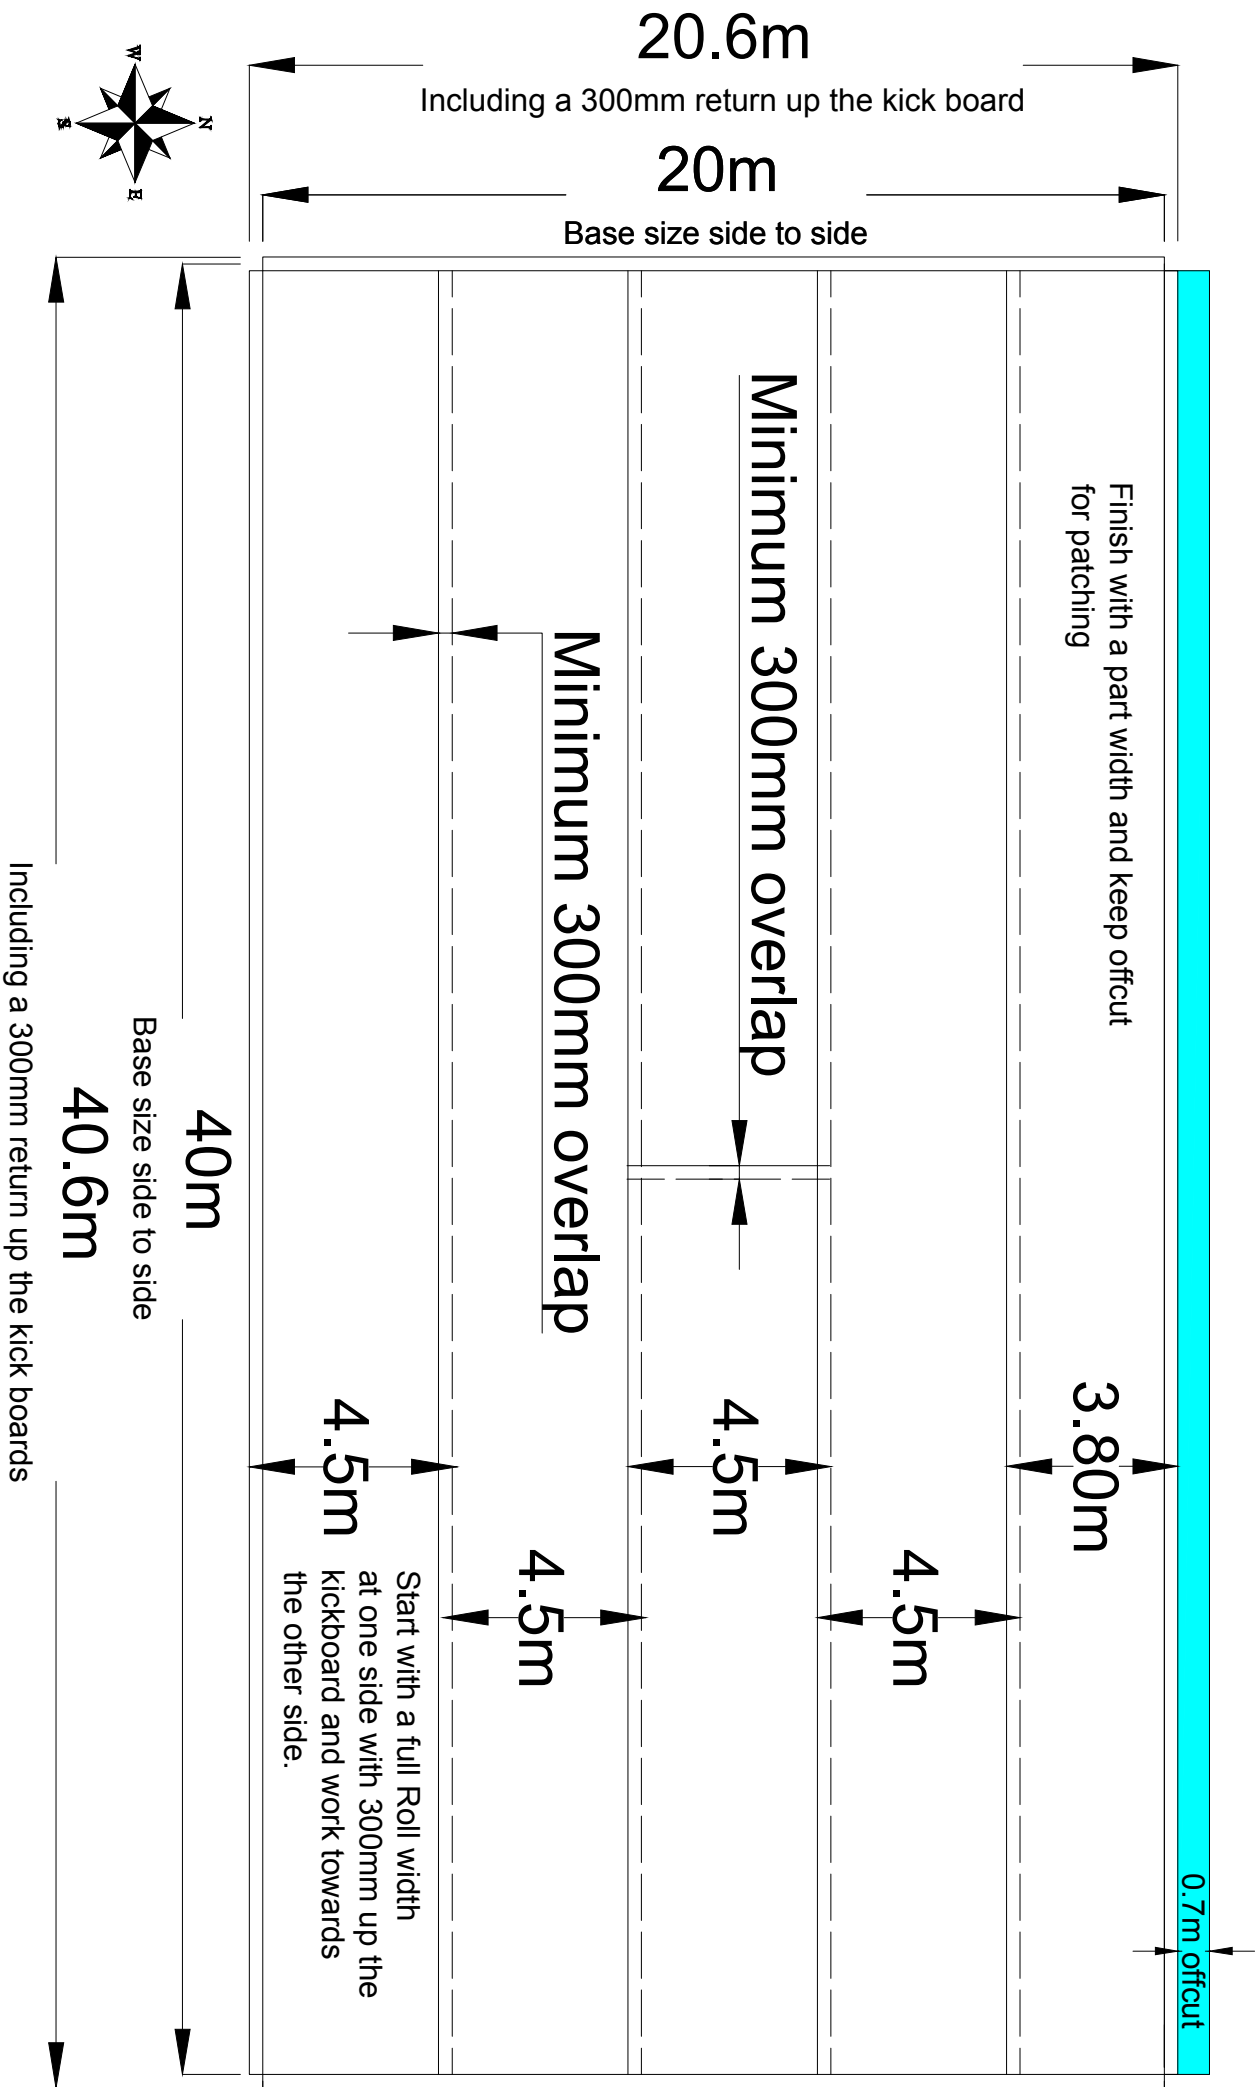 20.6m
Including a 300mm return up the kick board
20m
Base size side to side
W
N
S
E
Finish with a part width and keep offcut
for patching
Minimum 300mm overlap
Minimum 300mm overlap
3.80m
4.5m
4.5m
4.5m
4.5m
0.7m offcut
Start with a full Roll width
at one side with 300mm up the
kickboard and work towards
the other side.
40m
Base size side to side
40.6m
Including a 300mm return up the kick boards